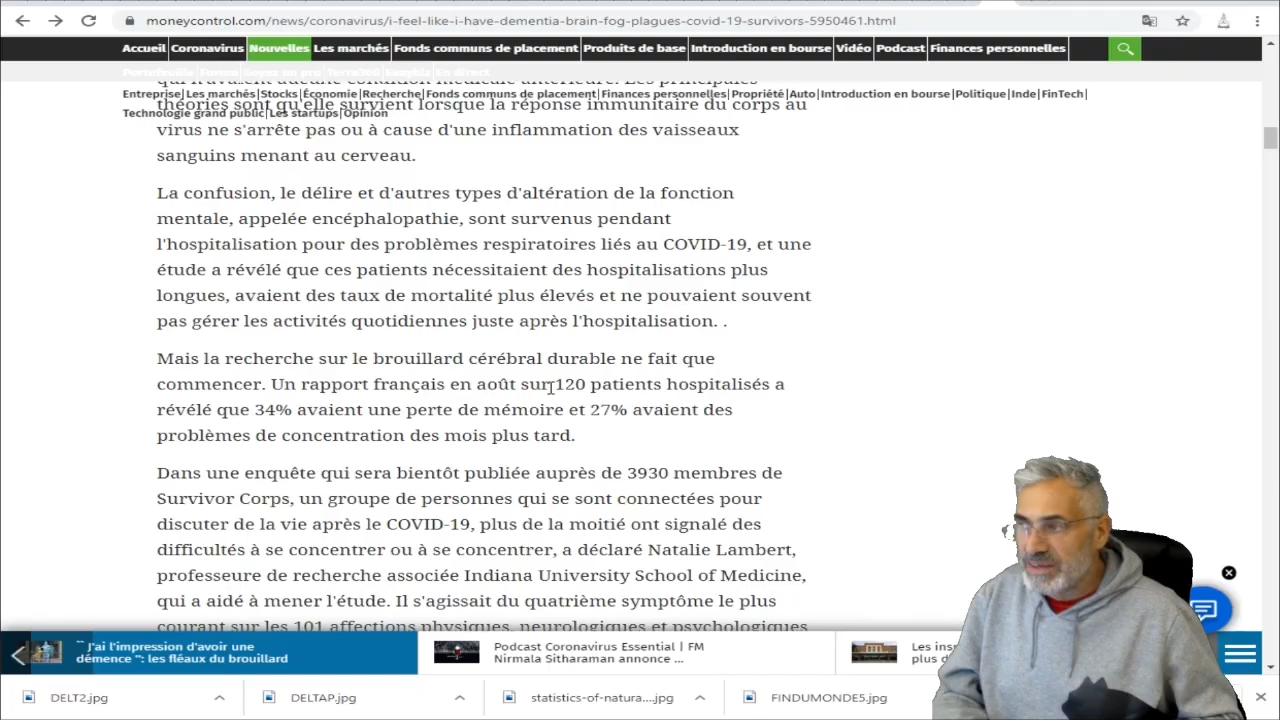 moneycontrol.com/news/coronavirus/i-feel-like-i-have-dementia-brain-fog-plagues-covid-19-survivors-5950461.html
Accueil Coronavirus Nouvelles Les marchés Fonds communs de placement Produits de base Introduction en bourse Vidéo Podcast Finances personnelles
Portefeuille Forum
qui n'avaient aucune condition médicale antérieure. Les principales
Entreprise|Les marchés|Stocks|Économie|Recherche|Fonds communs de placement|Finances personnelles|Propriété|Auto|Introduction en bourse|Politique|Inde|FinTech|
théories sont qu'elle survient lorsque la réponse immunitaire du corps au
Technologie grand public|Les startups|Opinion
virus ne s'arrête pas ou à cause d'une inflammation des vaisseaux
sanguins menant au cerveau.
La confusion, le délire et d'autres types d'altération de la fonction
mentale, appelée encéphalopathie, sont survenus pendant
l'hospitalisation pour des problèmes respiratoires liés au COVID-19, et une
étude a révélé que ces patients nécessitaient des hospitalisations plus
longues, avaient des taux de mortalité plus élevés et ne pouvaient souvent
pas gérer les activités quotidiennes juste après l'hospitalisation. .
Mais la recherche sur le brouillard cérébral durable ne fait que
commencer. Un rapport français en août sur 120 patients hospitalisés a
révélé que 34% avaient une perte de mémoire et 27% avaient des
problèmes de concentration des mois plus tard.
Dans une enquête qui sera bientôt publiée auprès de 3930 membres de
Survivor Corps, un groupe de personnes qui se sont connectées pour
discuter de la vie après le COVID-19, plus de la moitié ont signalé des
difficultés à se concentrer ou à se concentrer, a déclaré Natalie Lambert,
professeure de recherche associée Indiana University School of Medicine,
qui a aidé à mener l'étude. Il s'agissait du quatrième symptôme le plus
courant sur les 101 affections physiques, neurologiques et psychologiques
`` J'ai l'impression d'avoir une
démence '': les fléaux du brouillard
Podcast Coronavirus Essential | FM
Nirmala Sitharaman annonce ...
Les ins
plus d
DELT2.jpg
DELTAP.jpg
statistics-of-natura....jpg
FINDUMONDE5.jpg